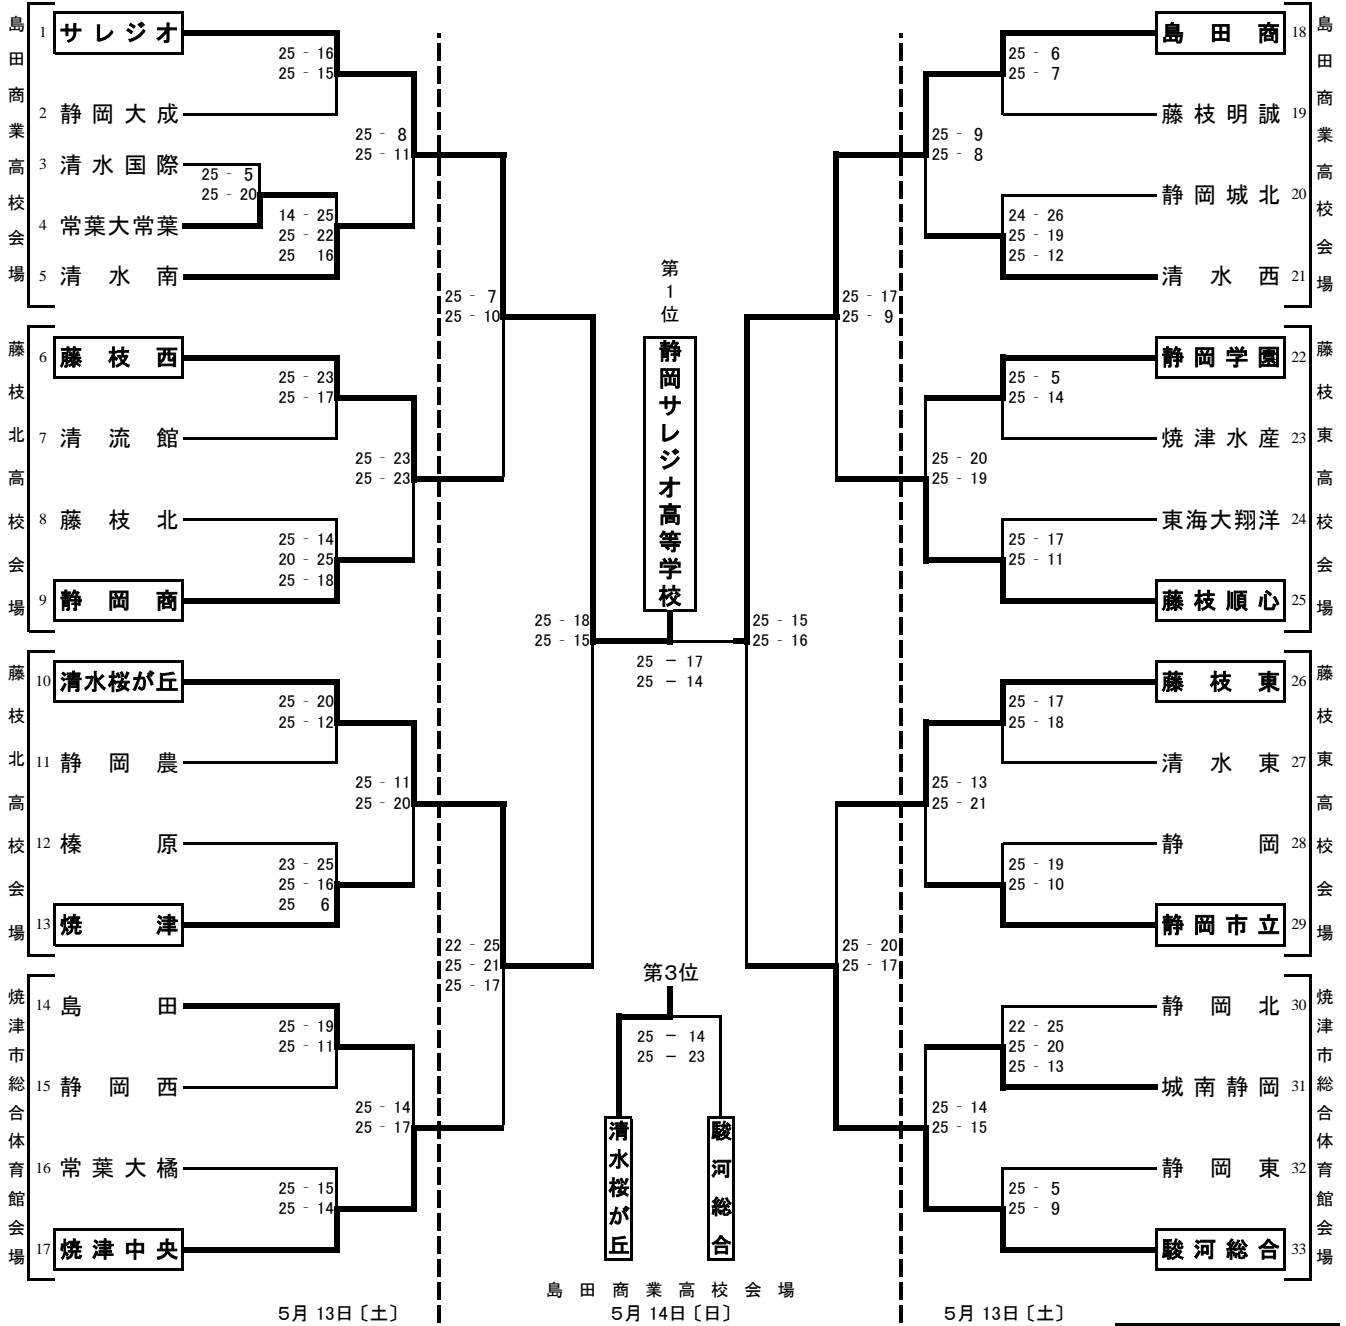 島田商業高校会場
1 サレジオ
25 - 16
25 - 15
2 静岡大成
25 - 8
25 - 11
3 清水国際
25 - 5
25 - 20
4 常葉大常葉
14 - 25
25 - 22
25 16
5 清水南
25 - 7
25 - 10
藤枝北高校会場
6 藤枝西
25 - 23
25 - 17
7 清流館
25 - 23
25 - 23
8 藤枝北
25 - 14
20 - 25
25 - 18
9 静岡商
25 - 18
25 - 15
藤枝北高校会場
10 清水桜が丘
25 - 20
25 - 12
11 静岡農
25 - 11
25 - 20
12 榛原
23 - 25
25 - 16
25 6
13 焼津
22 - 25
25 - 21
25 - 17
焼津市総合体育館会場
14 島田
25 - 19
25 - 11
15 静岡西
25 - 14
25 - 17
16 常葉大橘
25 - 15
25 - 14
17 焼津中央
第1位
静岡サレジオ高等学校
25 - 17
25 - 14
第3位
25 - 14
25 - 23
清水桜が丘
駿河総合
島田商業高校会場
島田商 18
25 - 6
25 - 7
藤枝明誠 19
25 - 9
25 - 8
静岡城北 20
24 - 26
25 - 19
25 - 12
清水西 21
25 - 17
25 - 9
藤枝東高校会場
静岡学園 22
25 - 5
25 - 14
焼津水産 23
25 - 20
25 - 19
東海大翔洋 24
25 - 17
25 - 11
藤枝順心 25
25 - 15
25 - 16
藤枝東高校会場
藤枝東 26
25 - 17
25 - 18
清水東 27
25 - 13
25 - 21
静岡 28
25 - 19
25 - 10
静岡市立 29
25 - 20
25 - 17
焼津市総合体育館会場
静岡北 30
22 - 25
25 - 20
25 - 13
城南静岡 31
25 - 14
25 - 15
静岡東 32
25 - 5
25 - 9
駿河総合 33
島田商業高校会場
5月 13日〔土〕
5月 14日〔日〕
5月 13日〔土〕